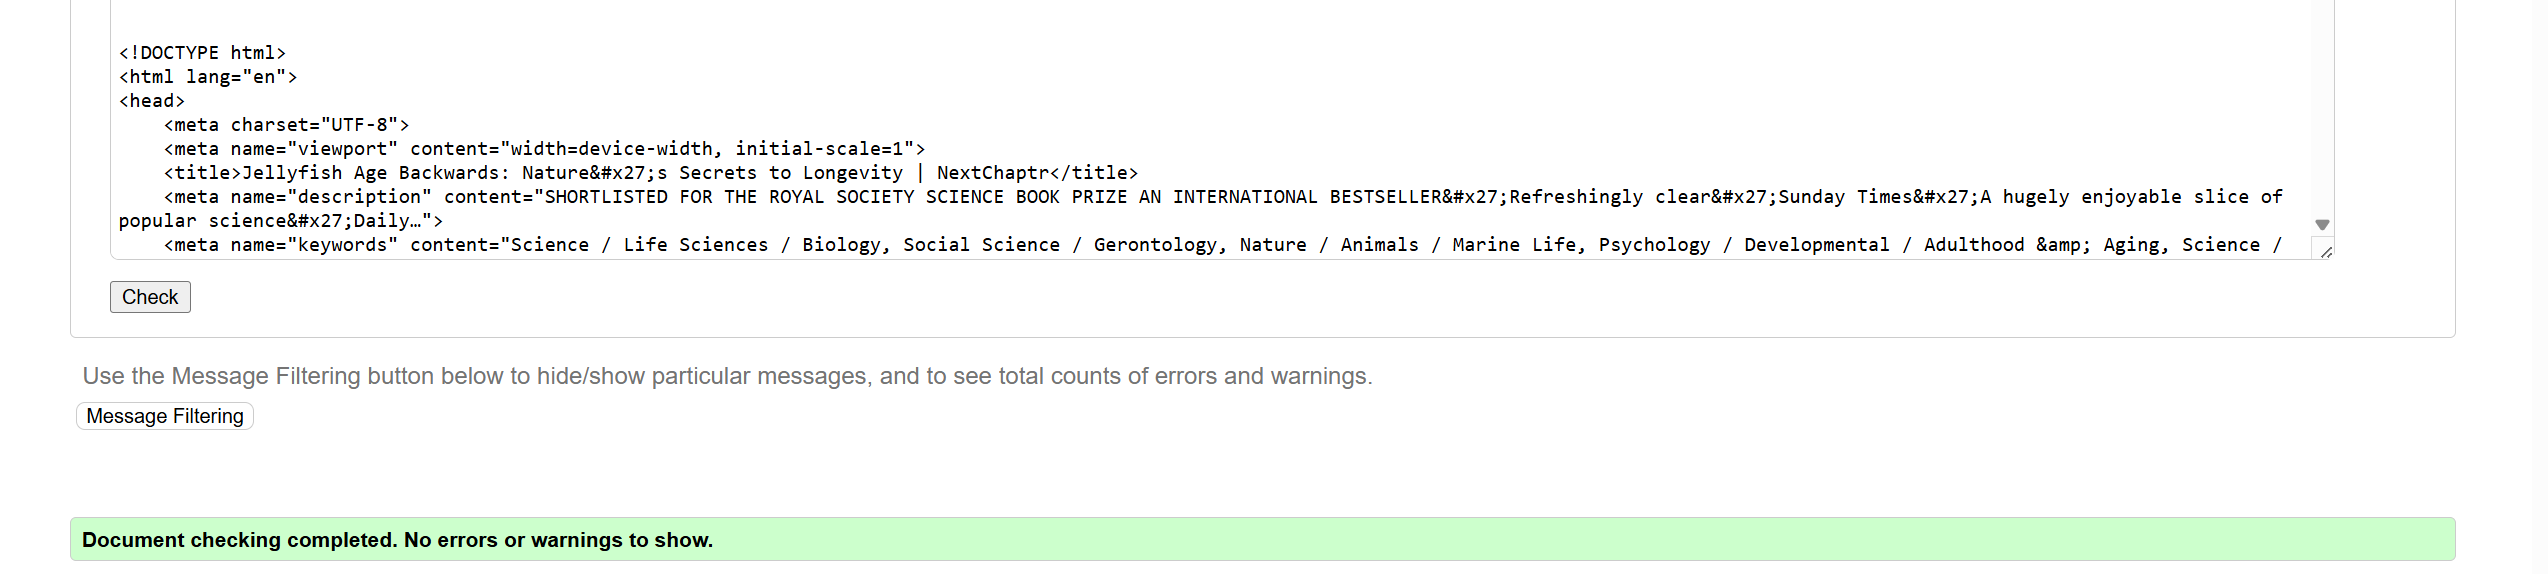 <!DOCTYPE html>
<html lang="en">
<head>
    <meta charset="UTF-8">
    <meta name="viewport" content="width=device-width, initial-scale=1">
    <title>Jellyfish Age Backwards: Nature&#x27;s Secrets to Longevity | NextChaptr</title>
    <meta name="description" content="SHORTLISTED FOR THE ROYAL SOCIETY SCIENCE BOOK PRIZE AN INTERNATIONAL BESTSELLER&#x27;Refreshingly clear&#x27;Sunday Times&#x27;A hugely enjoyable slice of
popular science&#x27;Daily…">
    <meta name="keywords" content="Science / Life Sciences / Biology, Social Science / Gerontology, Nature / Animals / Marine Life, Psychology / Developmental / Adulthood &amp; Aging, Science /
Check
Use the Message Filtering button below to hide/show particular messages, and to see total counts of errors and warnings.
Message Filtering
Document checking completed. No errors or warnings to show.